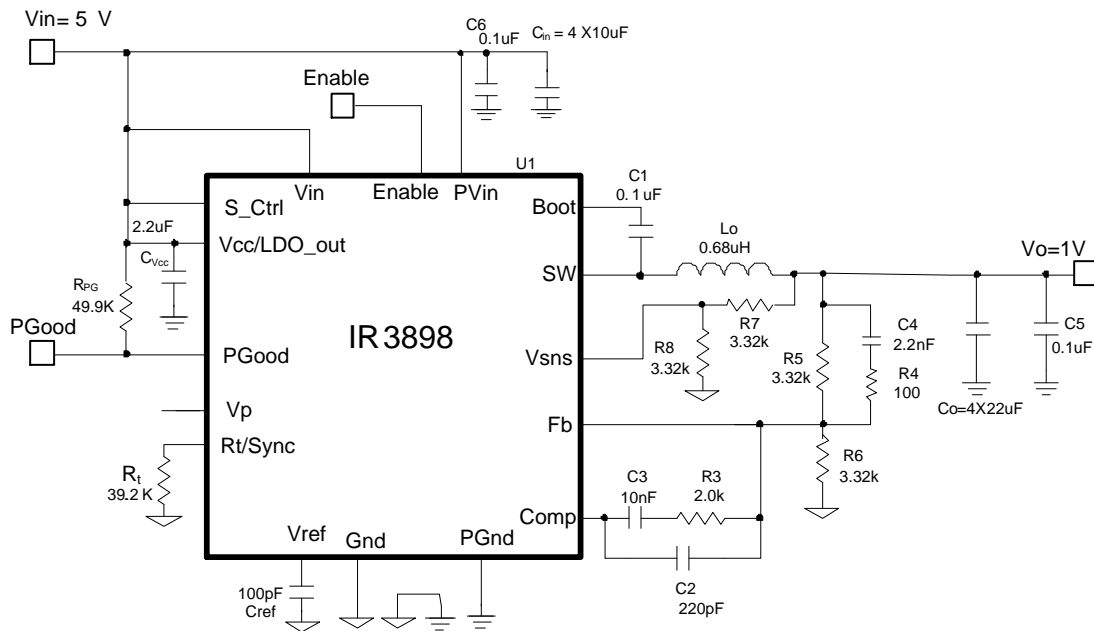 Vin= 5 V
C6
0.1uF
Cin = 4 X10uF
Enable
U1
Vin
Enable
PVin
C1
0.1uF
S_Ctrl
Boot
2.2uF
Lo
0.68uH
Vo=1V
Vcc/LDO_out
CVcc
SW
RPG
49.9K
PGood
IR3898
R7
3.32k
C4
2.2nF
C5
0.1uF
R8
3.32k
R5
3.32k
PGood
Vsns
R4
100
Co=4X22uF
Vp
Fb
Rt/Sync
R6
3.32k
Rt
39.2 K
C3
10nF
R3
2.0k
Comp
Vref
Gnd
PGnd
100pF
Cref
C2
220pF